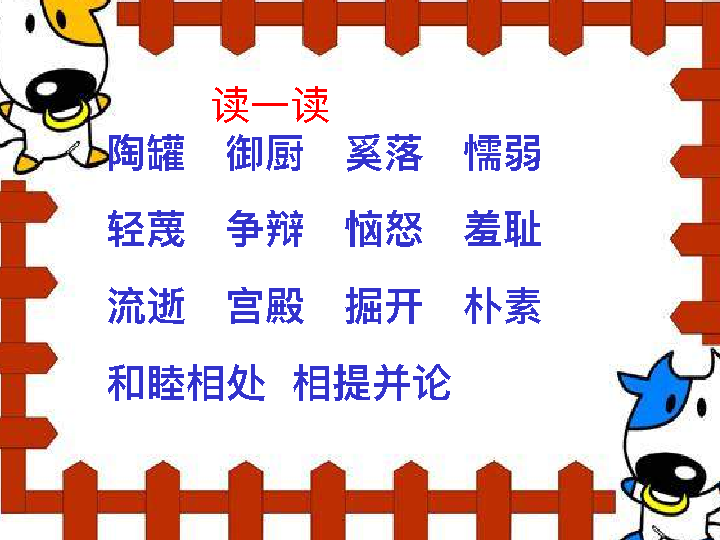 读一读
陶罐 御厨 奚落 懦弱
轻蔑 争辩 恼怒 羞耻
流逝 宫殿 掘开 朴素
和睦相处 相提并论